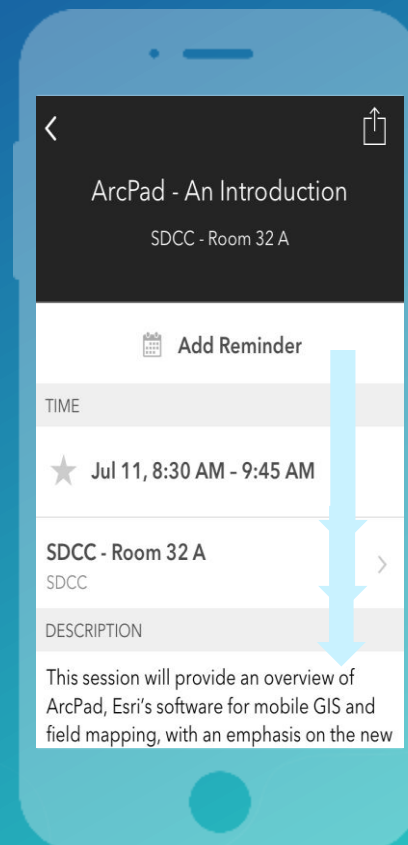 ArcPad - An Introduction
SDCC - Room 32 A
Add Reminder
TIME
Jul 11, 8:30 AM – 9:45 AM
SDCC - Room 32 A
SDCC
DESCRIPTION
This session will provide an overview of
ArcPad, Esri's software for mobile GIS and
field mapping, with an emphasis on the new